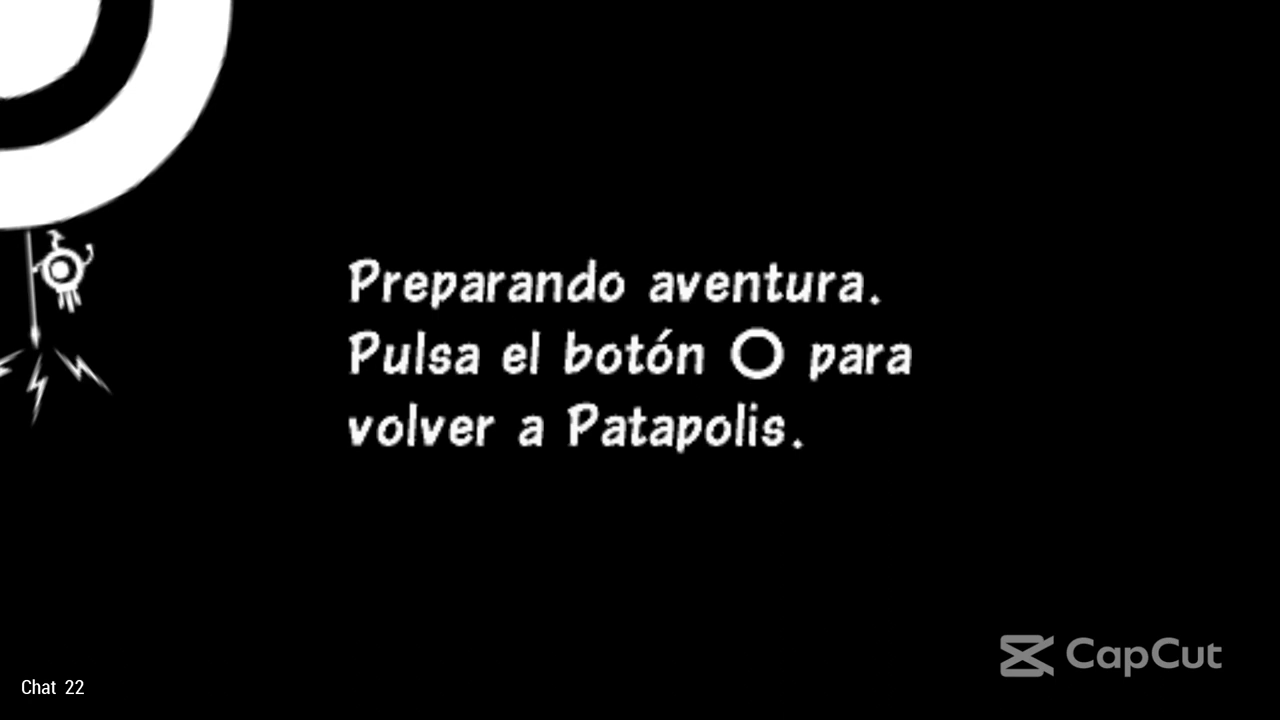 Preparando aventura.
Pulsa el botón O para
volver a Patapolis.
CapCut
Chat 22